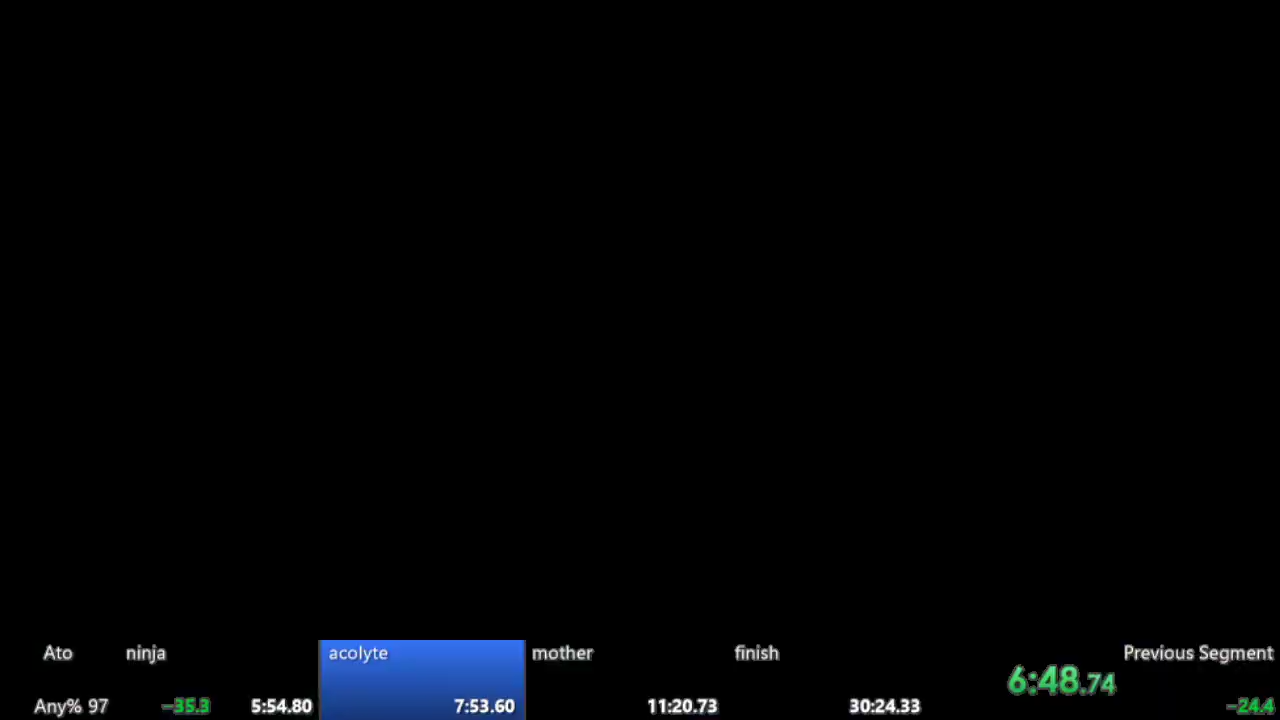 Ato ninja acolyte mother finish Previous Segment
6:48.74
Any% 97 −35.3 5:54.80 7:53.60 11:20.73 30:24.33 −24.4